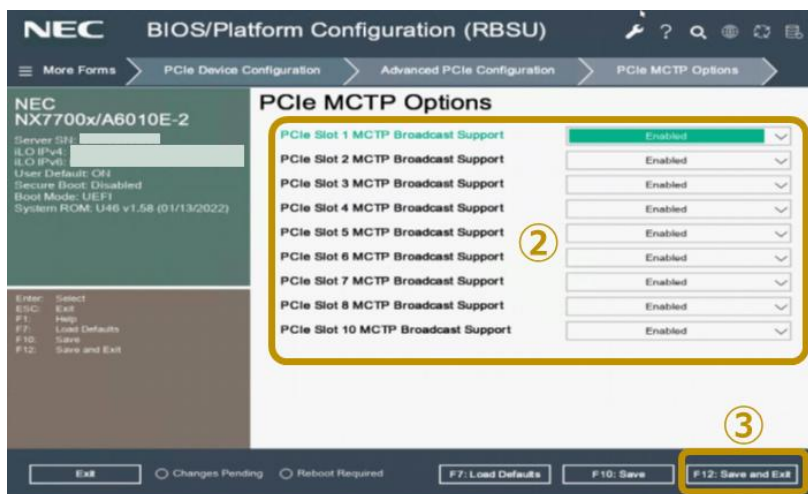 NEC BIOS/Platform Configuration (RBSU)
More Forms PCIe Device Configuration Advanced PCIe Configuration PCIe MCTP Options
NEC
NX7700x/A6010E-2
Server SN:
iLO IPv4:
iLO IPv6:
User Default: ON
Secure Boot: Disabled
Boot Mode: UEFI
System ROM: U46 v1.58 (01/13/2022)
Enter: Select
ESC: Exit
F1: Help
F7: Load Defaults
F10: Save
F12: Save and Exit
PCIe MCTP Options
PCIe Slot 1 MCTP Broadcast Support Enabled
PCIe Slot 2 MCTP Broadcast Support Enabled
PCIe Slot 3 MCTP Broadcast Support Enabled
PCIe Slot 4 MCTP Broadcast Support Enabled
PCIe Slot 5 MCTP Broadcast Support Enabled
②
PCIe Slot 6 MCTP Broadcast Support Enabled
PCIe Slot 7 MCTP Broadcast Support Enabled
PCIe Slot 8 MCTP Broadcast Support Enabled
PCIe Slot 10 MCTP Broadcast Support Enabled
③
Exit Changes Pending Reboot Required F7: Load Defaults F10: Save F12: Save and Exit